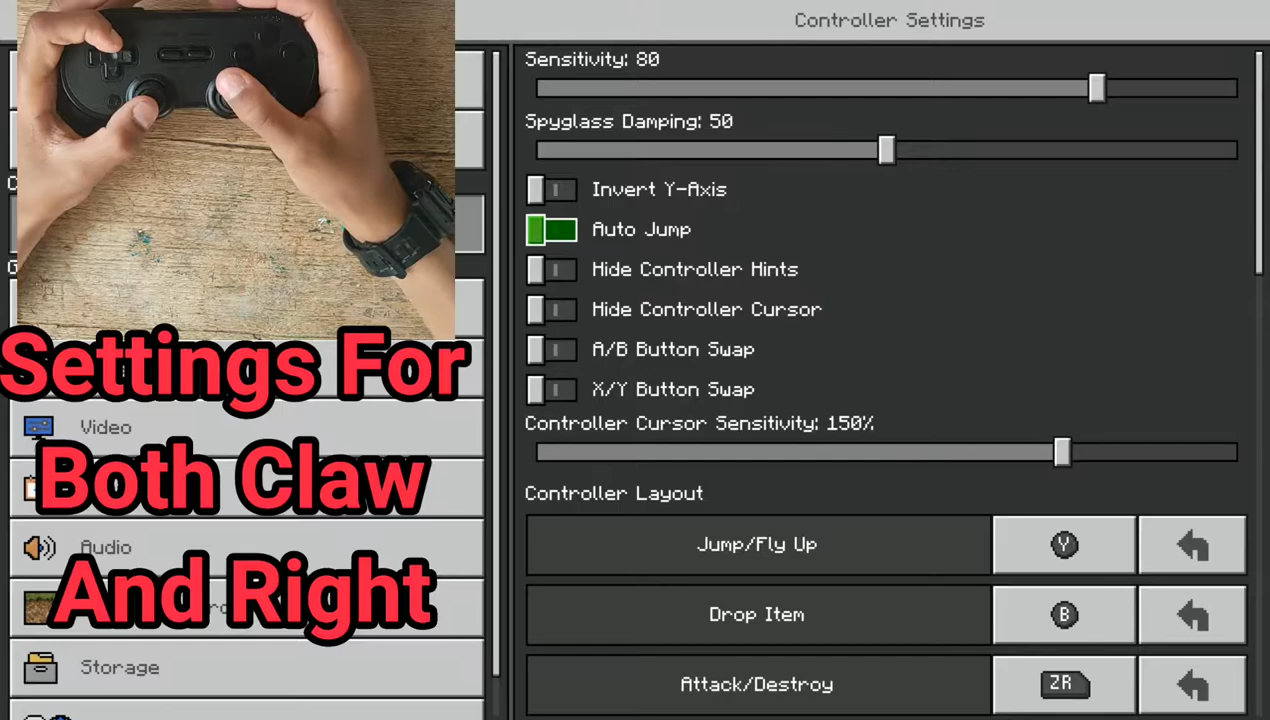 Controller Settings
Sensitivity: 80
Spyglass Damping: 50
Invert Y-Axis
Auto Jump
Hide Controller Hints
Hide Controller Cursor
A/B Button Swap
X/Y Button Swap
Controller Cursor Sensitivity: 150%
Controller Layout
Jump/Fly Up
Y
Drop Item
B
Attack/Destroy
ZR
Settings For
Both Claw
And Right
Video
Audio
Storage